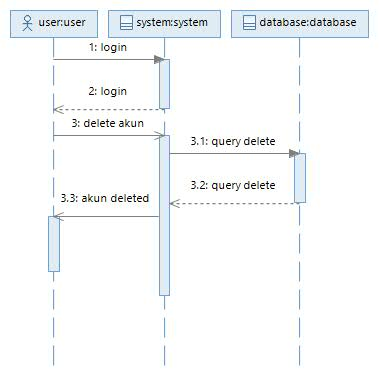 user:user
system:system
database:database
1: login
2: login
3: delete akun
3.1: query delete
3.2: query delete
3.3: akun deleted